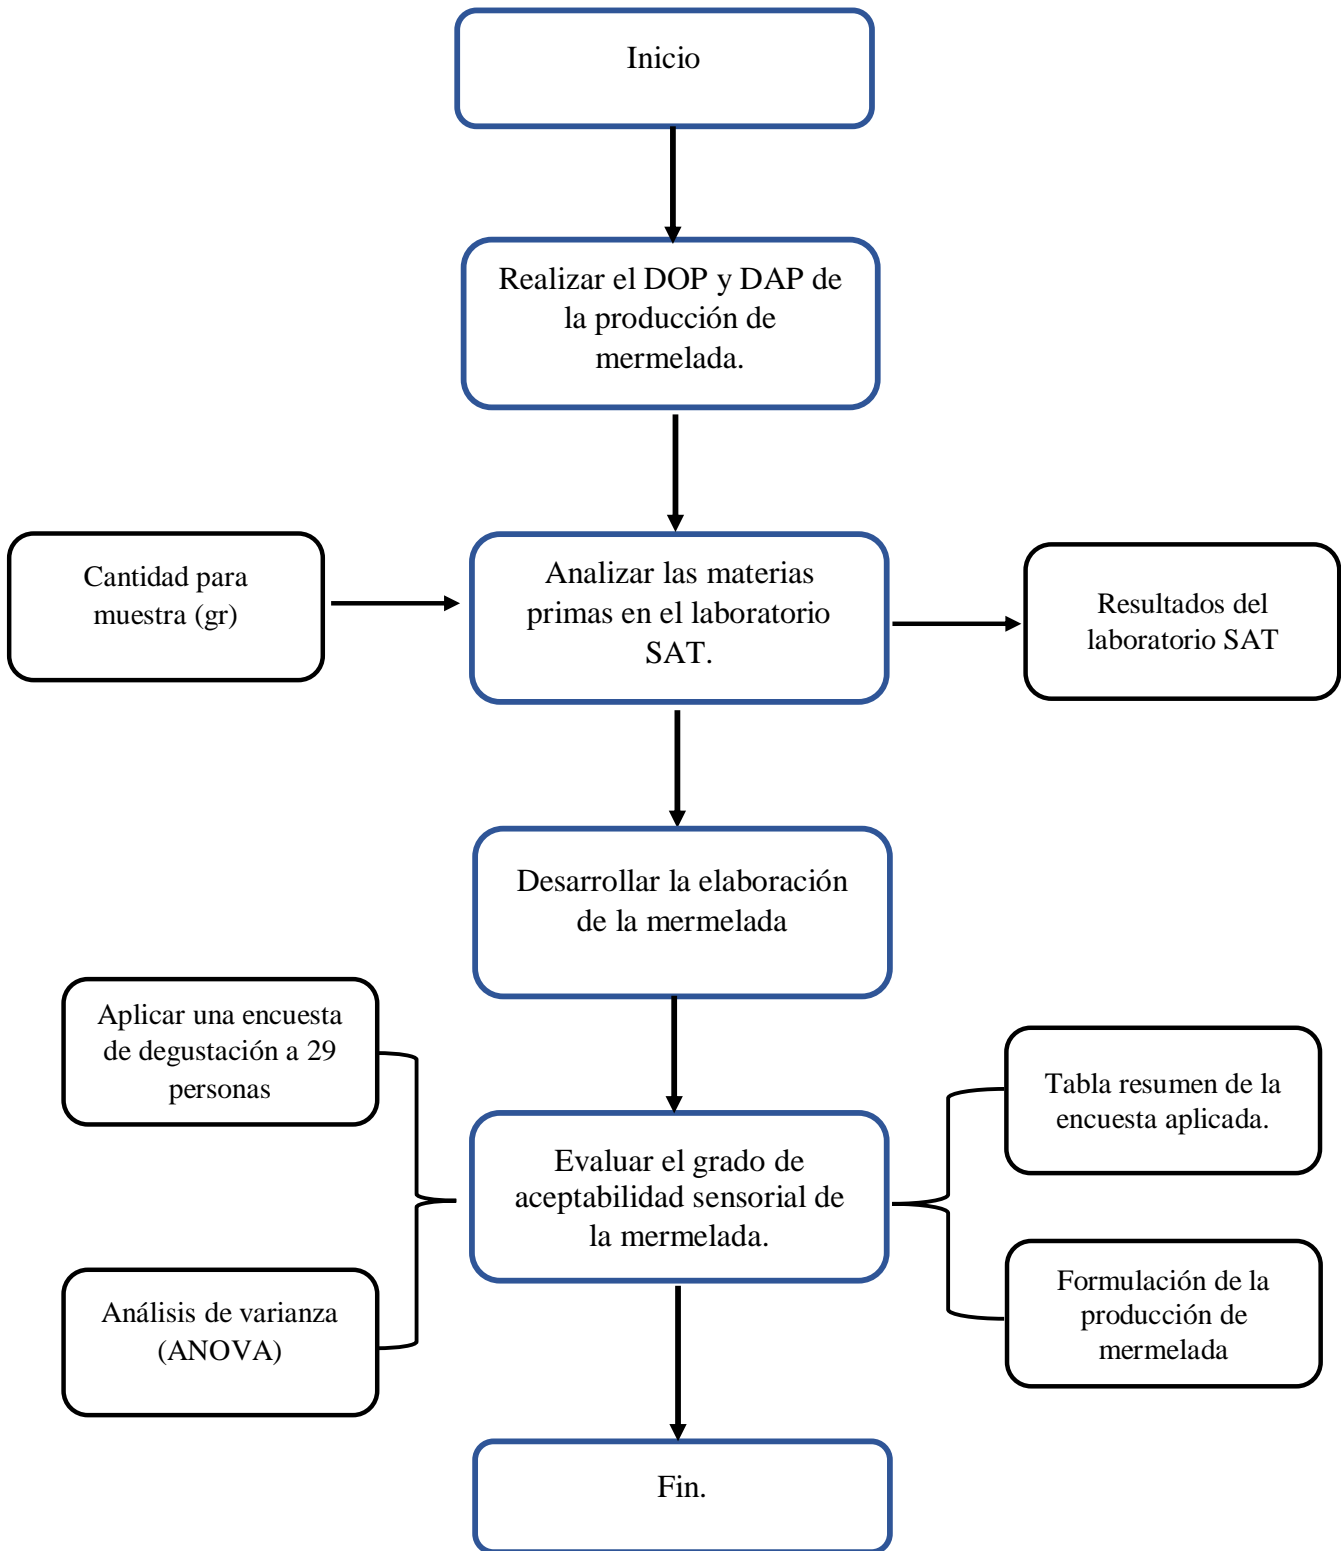 Inicio
Realizar el DOP y DAP de
la producción de
mermelada.
Cantidad para
muestra (gr)
Analizar las materias
primas en el laboratorio
SAT.
Resultados del
laboratorio SAT
Desarrollar la elaboración
de la mermelada
Aplicar una encuesta
de degustación a 29
personas
Análisis de varianza
(ANOVA)
Evaluar el grado de
aceptabilidad sensorial de
la mermelada.
Tabla resumen de la
encuesta aplicada.
Formulación de la
producción de
mermelada
Fin.